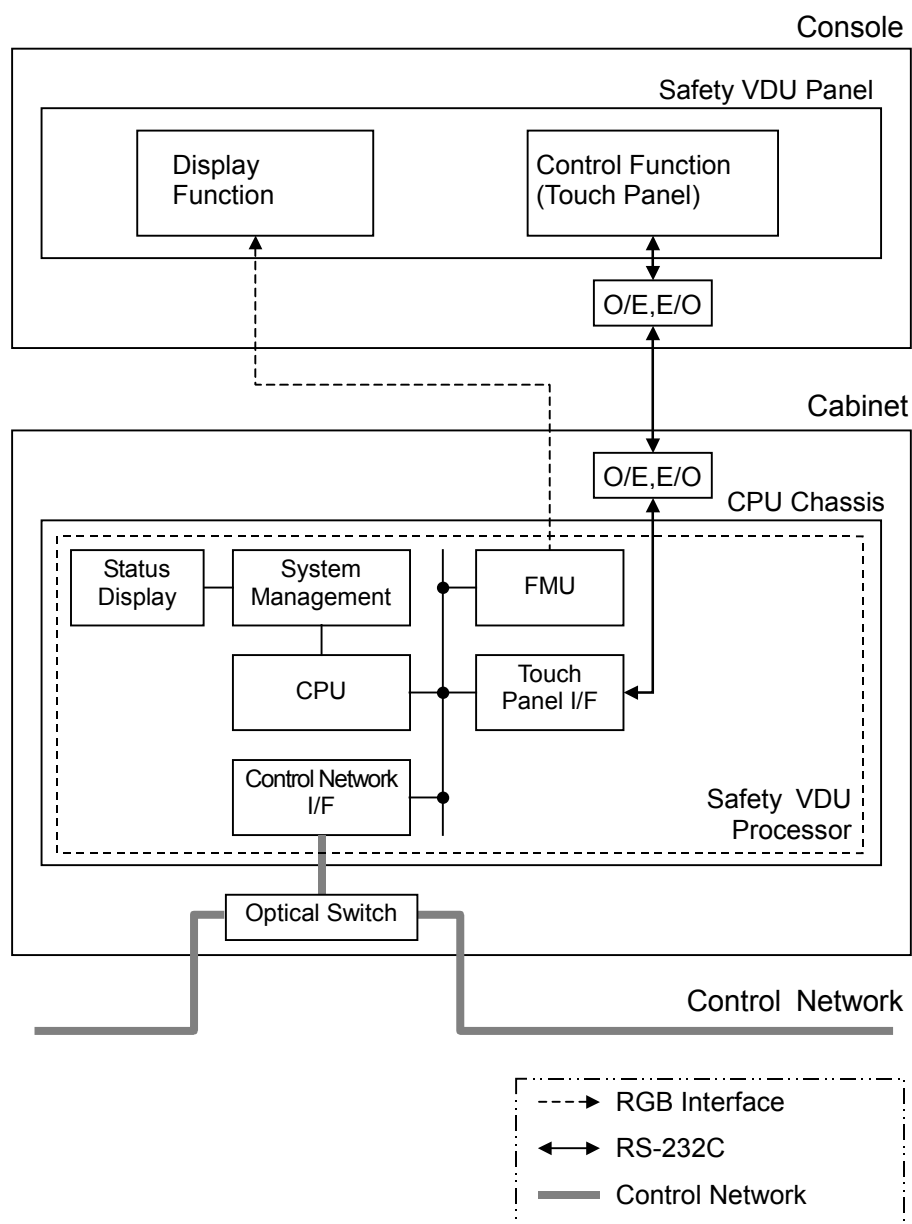 Console
Safety VDU Panel
Display
Function
Control Function
(Touch Panel)
O/E,E/O
Cabinet
O/E,E/O
CPU Chassis
Status
Display
System
Management
FMU
CPU
Touch
Panel I/F
Control Network
I/F
Safety VDU
Processor
Optical Switch
Control Network
RGB Interface
RS-232C
Control Network